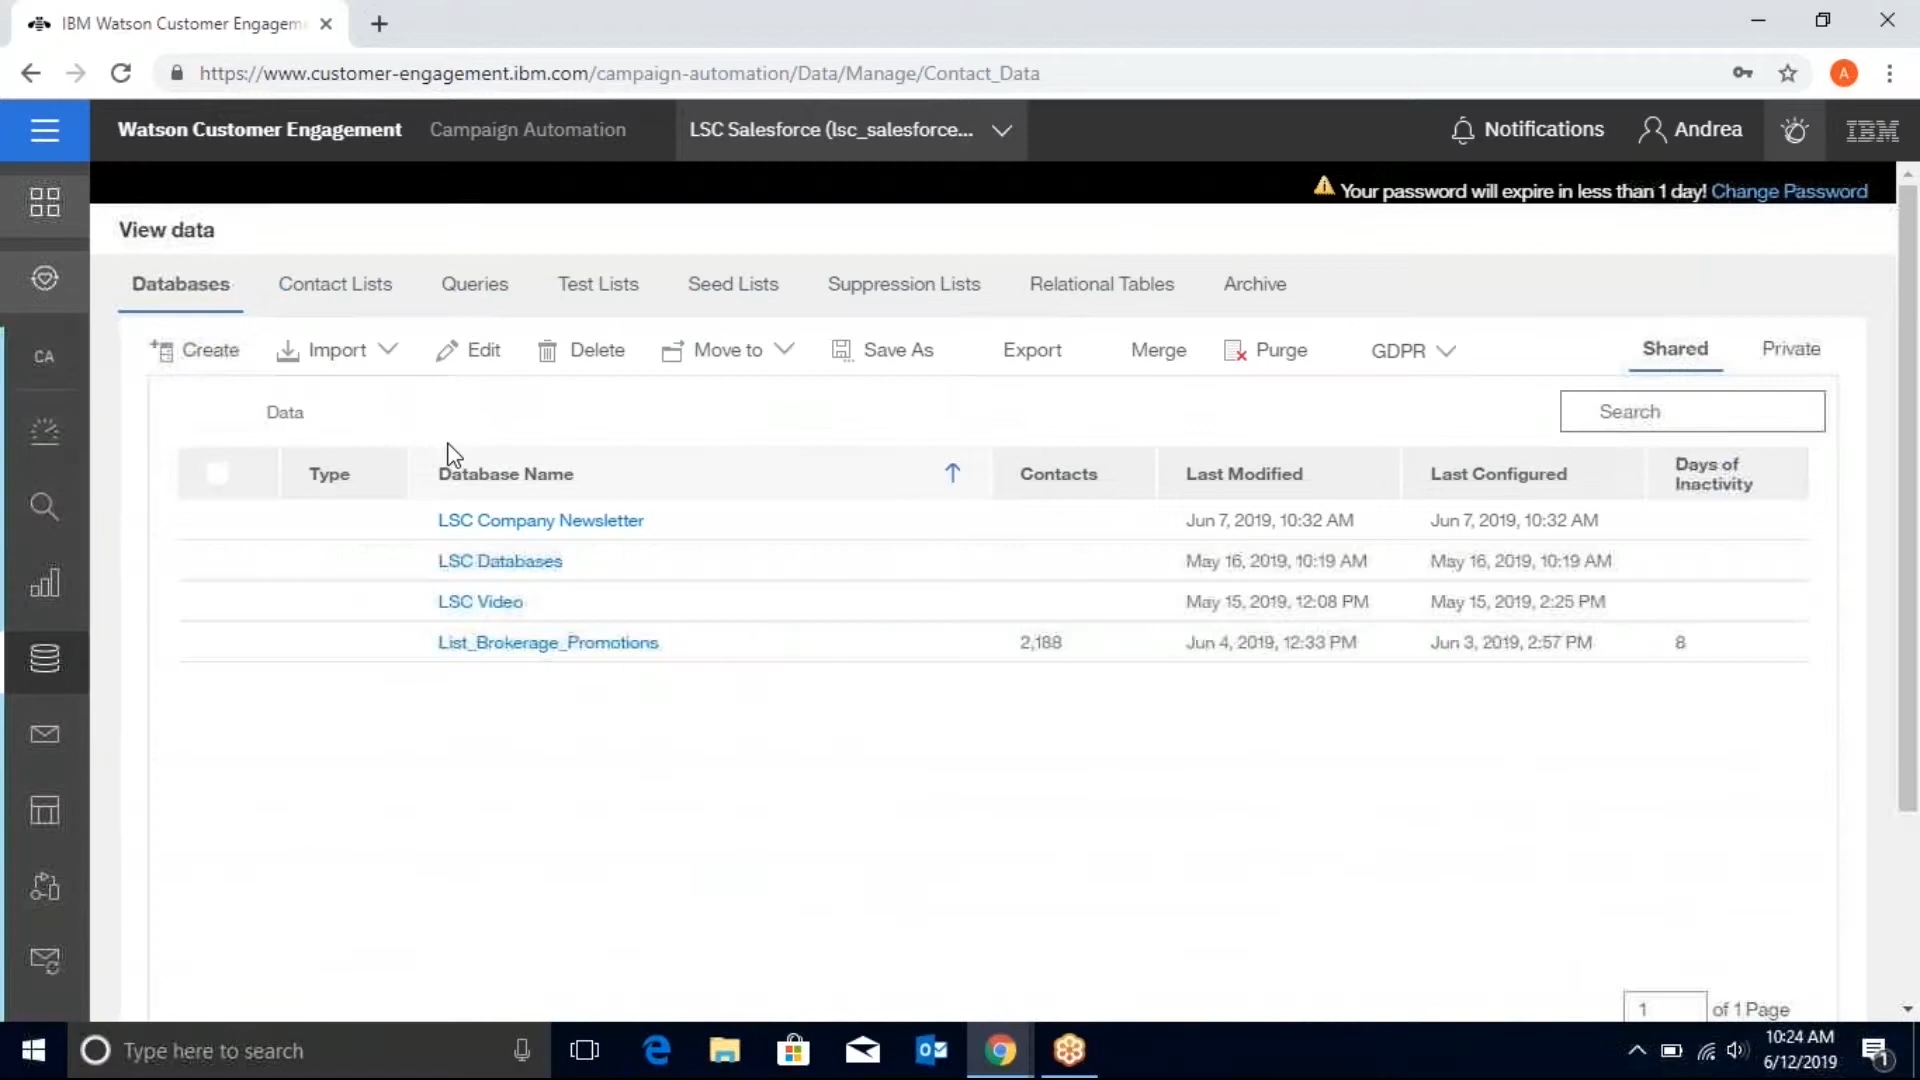 IBM Watson Customer Engagem
https://www.customer-engagement.ibm.com/campaign-automation/Data/Manage/Contact_Data
A
Watson Customer Engagement Campaign Automation LSC Salesforce (lsc_salesforce... Notifications Andrea IBM
Your password will expire in less than 1 day! Change Password
View data
Databases Contact Lists Queries Test Lists Seed Lists Suppression Lists Relational Tables Archive
Create Import Edit Delete Move to Save As Export Merge Purge GDPR Shared Private
CA
Data Search
Type Database Name Contacts Last Modified Last Configured Days of
Inactivity
LSC Company Newsletter Jun 7, 2019, 10:32 AM Jun 7, 2019, 10:32 AM
LSC Databases May 16, 2019, 10:19 AM May 16, 2019, 10:19 AM
LSC Video May 15, 2019, 12:08 PM May 15, 2019, 2:25 PM
List_Brokerage_Promotions 2,188 Jun 4, 2019, 12:33 PM Jun 3, 2019, 2:57 PM 8
1 of 1 Page
Type here to search
10:24 AM
6/12/2019
1